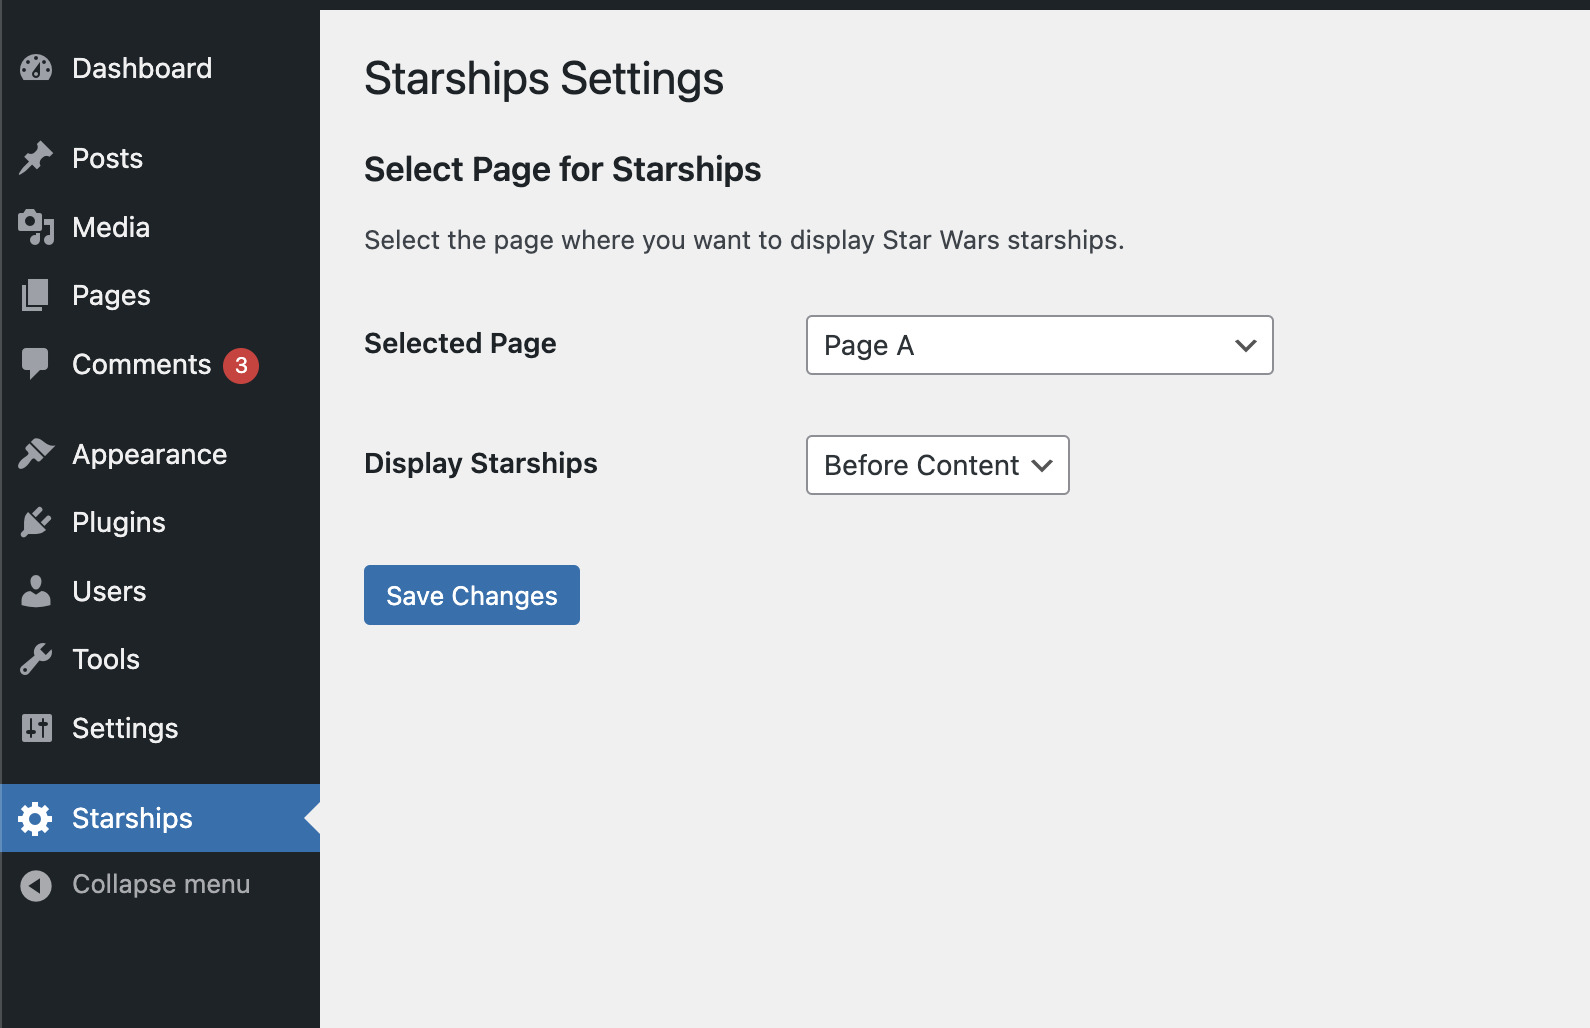 Dashboard
Posts
Media
Pages
Comments 3
Appearance
Plugins
Users
Tools
Settings
Starships
Collapse menu
Starships Settings
Select Page for Starships
Select the page where you want to display Star Wars starships.
Selected Page
Page A
Display Starships
Before Content
Save Changes